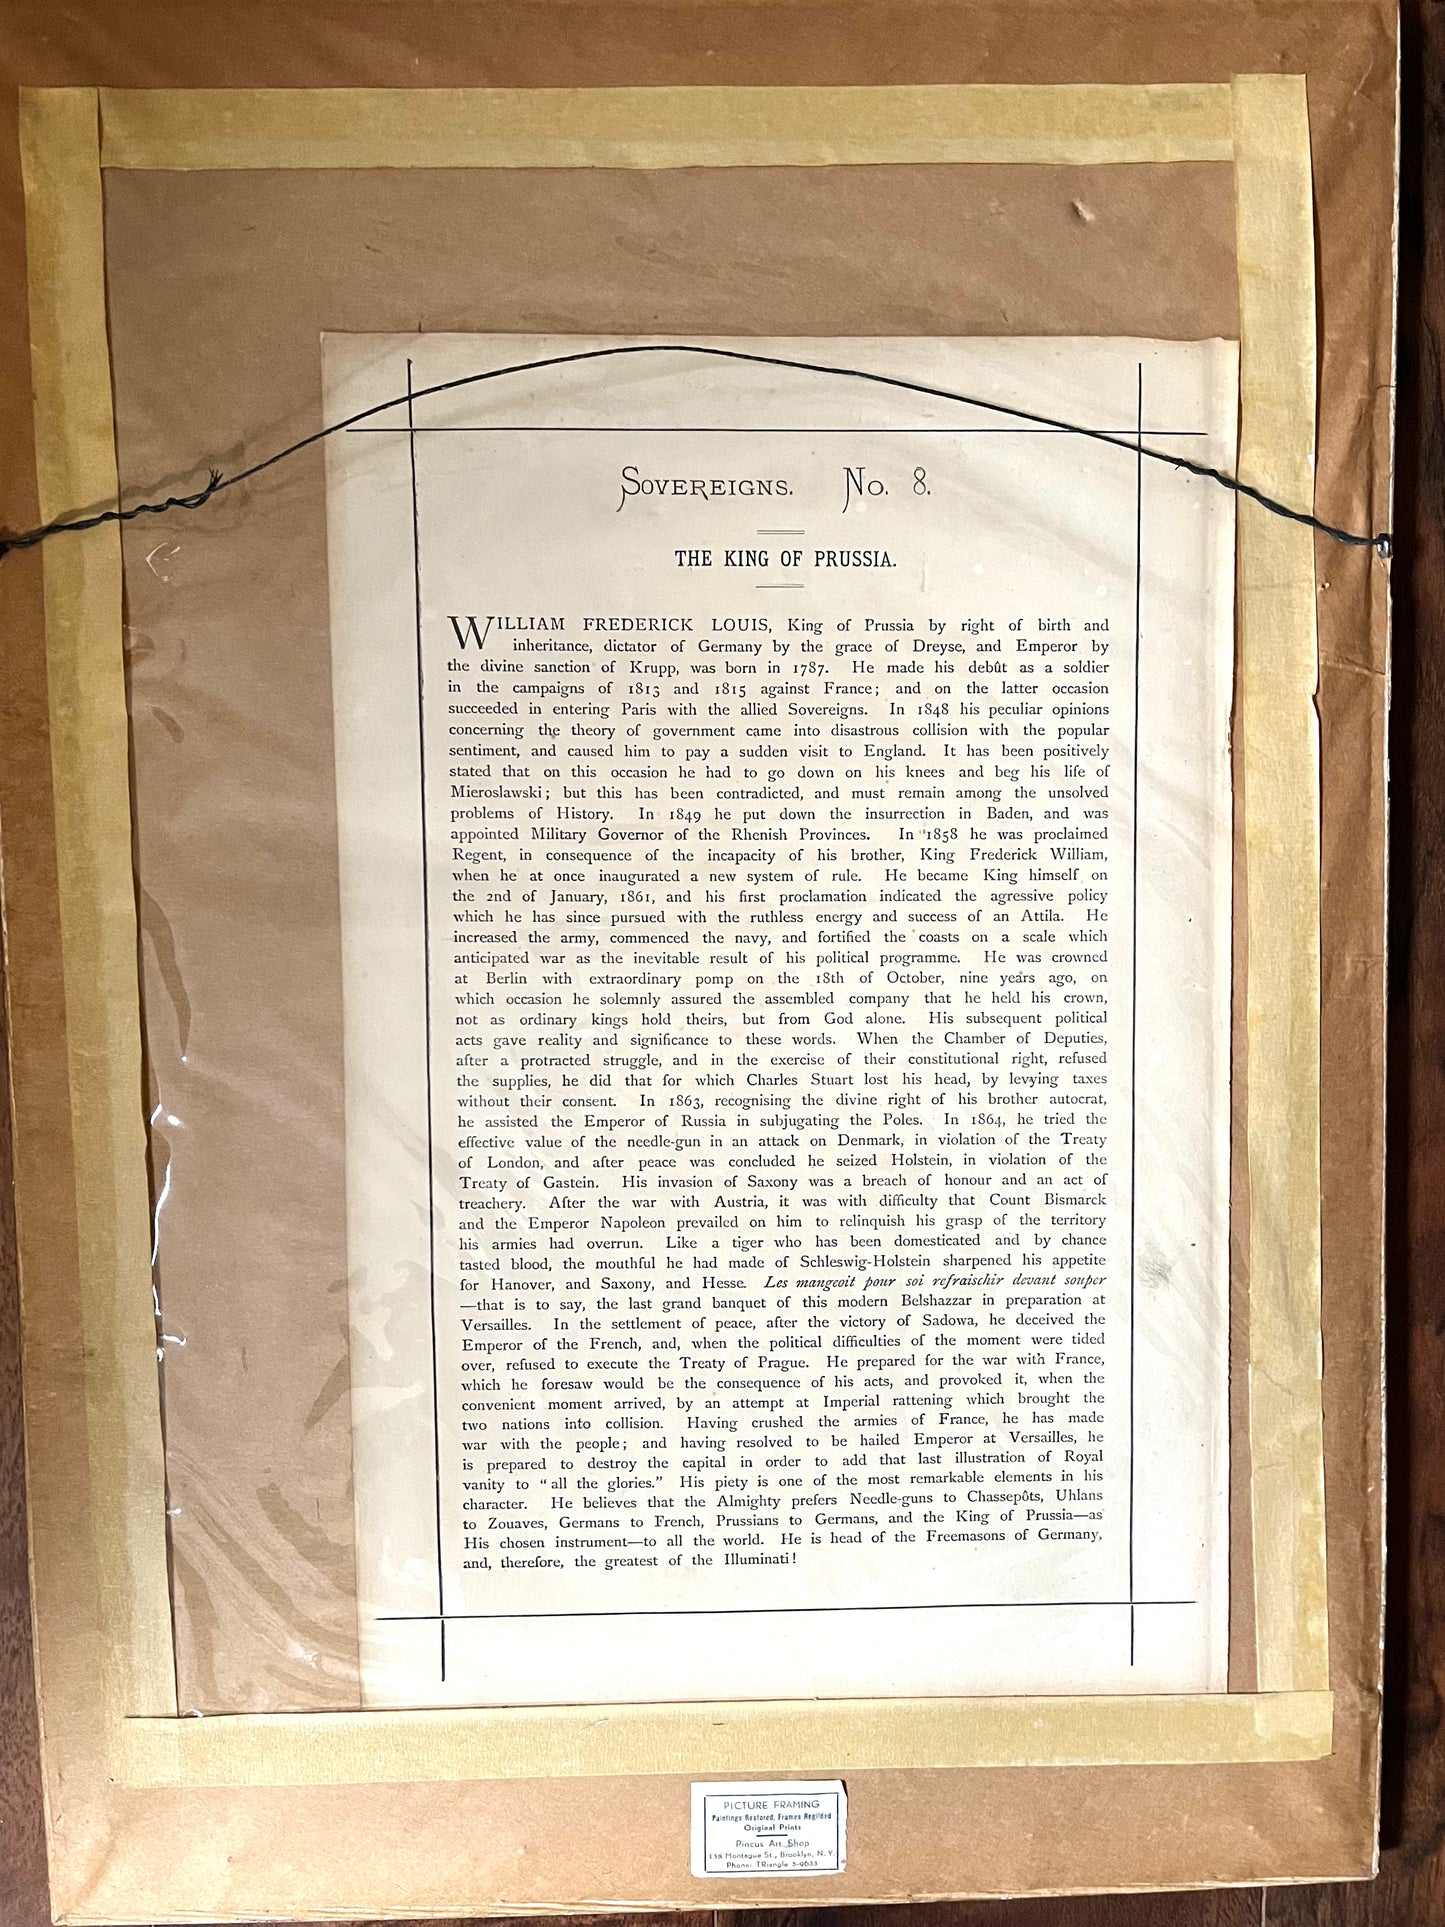 SOVEREIGNS. No. 8.
THE KING OF PRUSSIA.
WILLIAM FREDERICK LOUIS, King of Prussia by right of birth and
inheritance, dictator of Germany by the grace of Dreyse, and Emperor by
the divine sanction of Krupp, was born in 1787. He made his debût as a soldier
in the campaigns of 1813 and 1815 against France; and on the latter occasion
succeeded in entering Paris with the allied Sovereigns. In 1848 his peculiar opinions
concerning the theory of government came into disastrous collision with the popular
sentiment, and caused him to pay a sudden visit to England. It has been positively
stated that on this occasion he had to go down on his knees and beg his life of
Mieroslawski; but this has been contradicted, and must remain among the unsolved
problems of History. In 1849 he put down the insurrection in Baden, and was
appointed Military Governor of the Rhenish Provinces. In 1858 he was proclaimed
Regent, in consequence of the incapacity of his brother, King Frederick William,
when he at once inaugurated a new system of rule. He became King himself on
the 2nd of January, 1861, and his first proclamation indicated the agressive policy
which he has since pursued with the ruthless energy and success of an Attila. He
increased the army, commenced the navy, and fortified the coasts on a scale which
anticipated war as the inevitable result of his political programme. He was crowned
at Berlin with extraordinary pomp on the 18th of October, nine years ago, on
which occasion he solemnly assured the assembled company that he held his crown,
not as ordinary kings hold theirs, but from God alone. His subsequent political
acts gave reality and significance to these words. When the Chamber of Deputies,
after a protracted struggle, and in the exercise of their constitutional right, refused
the supplies, he did that for which Charles Stuart lost his head, by levying taxes
without their consent. In 1863, recognising the divine right of his brother autocrat,
he assisted the Emperor of Russia in subjugating the Poles. In 1864, he tried the
effective value of the needle-gun in an attack on Denmark, in violation of the Treaty
of London, and after peace was concluded he seized Holstein, in violation of the
Treaty of Gastein. His invasion of Saxony was a breach of honour and an act of
treachery. After the war with Austria, it was with difficulty that Count Bismarck
and the Emperor Napoleon prevailed on him to relinquish his grasp of the territory
his armies had overrun. Like a tiger who has been domesticated and by chance
tasted blood, the mouthful he had made of Schleswig-Holstein sharpened his appetite
for Hanover, and Saxony, and Hesse. Les mangeoit pour soi refraischir devant souper
—that is to say, the last grand banquet of this modern Belshazzar in preparation at
Versailles. In the settlement of peace, after the victory of Sadowa, he deceived the
Emperor of the French, and, when the political difficulties of the moment were tided
over, refused to execute the Treaty of Prague. He prepared for the war with France,
which he foresaw would be the consequence of his acts, and provoked it, when the
convenient moment arrived, by an attempt at Imperial rattening which brought the
two nations into collision. Having crushed the armies of France, he has made
war with the people; and having resolved to be hailed Emperor at Versailles, he
is prepared to destroy the capital in order to add that last illustration of Royal
vanity to "all the glories." His piety is one of the most remarkable elements in his
character. He believes that the Almighty prefers Needle-guns to Chassepôts, Uhlans
to Zouaves, Germans to French, Prussians to Germans, and the King of Prussia—as
His chosen instrument—to all the world. He is head of the Freemasons of Germany,
and, therefore, the greatest of the Illuminati!
PICTURE FRAMING
Paintings Restored, Frames Regilded
Original Prints
Pincus Art Shop
138 Montague St., Brooklyn, N. Y.
Phone: TRiangle 5-9633